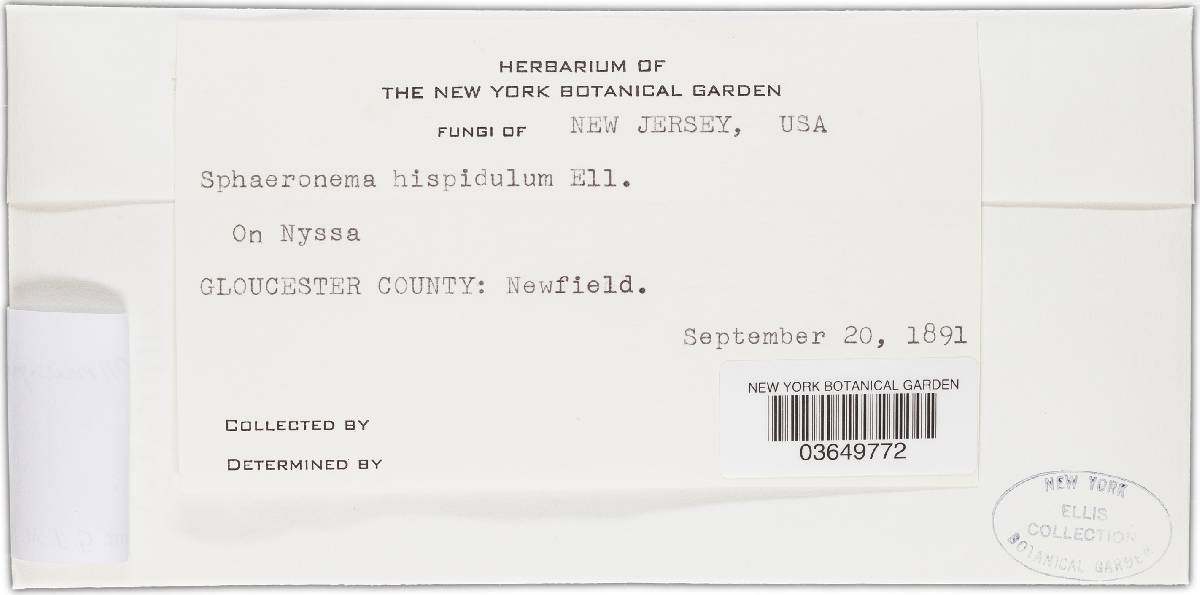 HERBARIUM OF
THE NEW YORK BOTANICAL GARDEN
FUNGI OF NEW JERSEY, USA
Sphaeronema hispidulum Ell.
On Nyssa
GLOUCESTER COUNTY: Newfield.
September 20, 1891
NEW YORK BOTANICAL GARDEN
03649772
COLLECTED BY
DETERMINED BY
NEW YORK
ELLIS
COLLECTION
BOTANICAL GARDEN